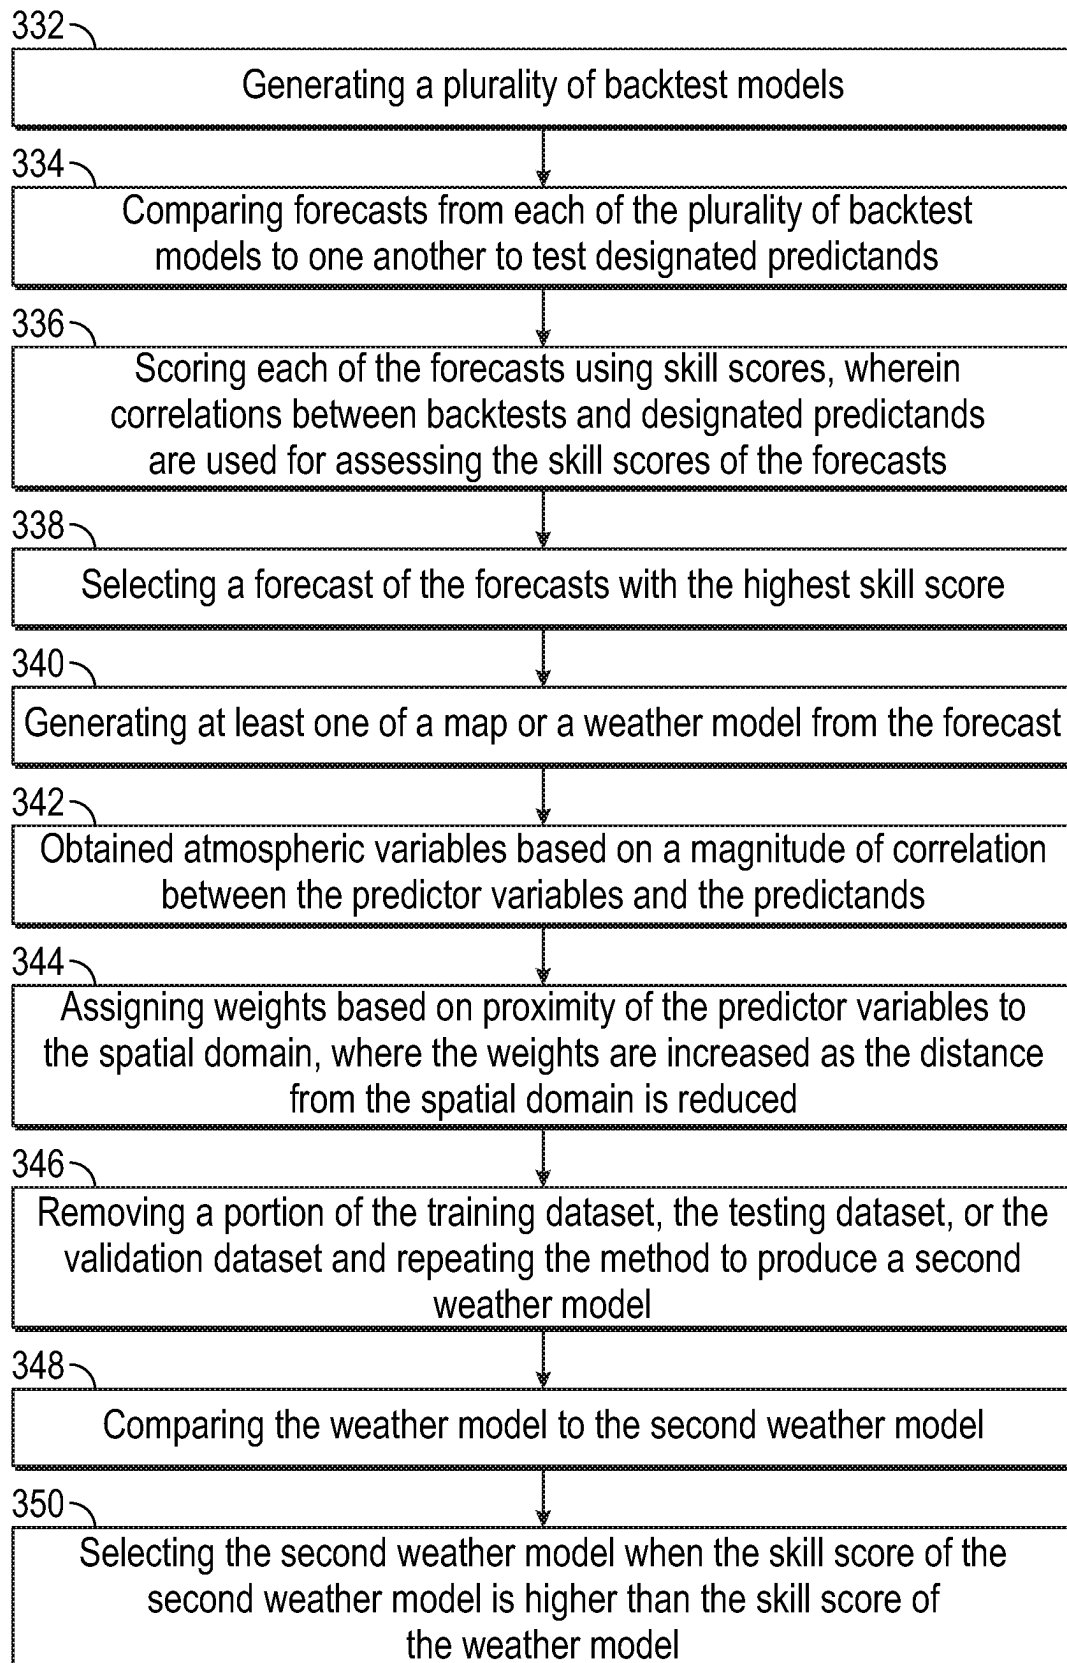 332
Generating a plurality of backtest models
334
Comparing forecasts from each of the plurality of backtest
models to one another to test designated predictands
336
Scoring each of the forecasts using skill scores, wherein
correlations between backtests and designated predictands
are used for assessing the skill scores of the forecasts
338
Selecting a forecast of the forecasts with the highest skill score
340
Generating at least one of a map or a weather model from the forecast
342
Obtained atmospheric variables based on a magnitude of correlation
between the predictor variables and the predictands
344
Assigning weights based on proximity of the predictor variables to
the spatial domain, where the weights are increased as the distance
from the spatial domain is reduced
346
Removing a portion of the training dataset, the testing dataset, or the
validation dataset and repeating the method to produce a second
weather model
348
Comparing the weather model to the second weather model
350
Selecting the second weather model when the skill score of the
second weather model is higher than the skill score of
the weather model